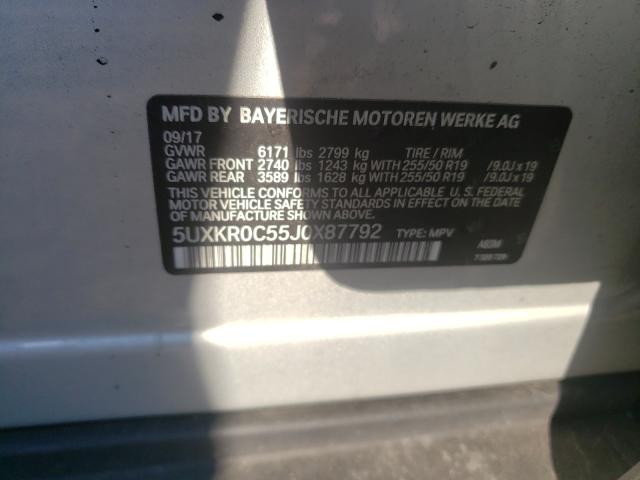 MFD BY BAYERISCHE MOTOREN WERKE AG
09/17
GVWR 6171 lbs 2799 kg TIRE / RIM
GAWR FRONT 2740 lbs 1243 kg WITH 255/50 R19 /9.0J x 19
GAWR REAR 3589 lbs 1628 kg WITH 255/50 R19 /9.0J x 19
THIS VEHICLE CONFORMS TO ALL APPLICABLE U. S. FEDERAL
MOTOR VEHICLE SAFETY STANDARDS IN EFFECT ON THE
DATE OF MANUFACTURE SHOWN ABOVE.
5UXKR0C55J0X87792 TYPE: MPV